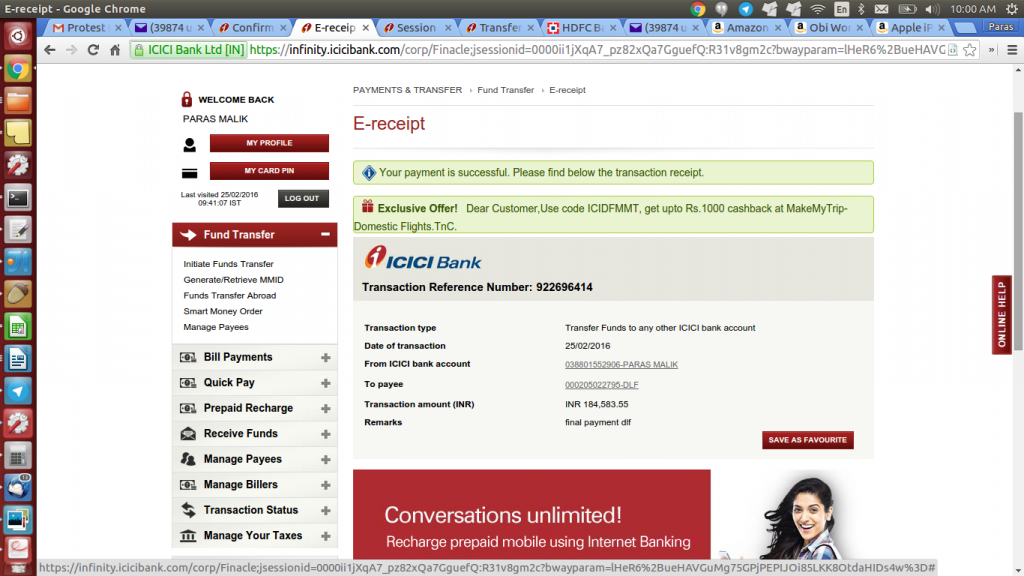 E-receipt - Google Chrome
En
10:00 AM
Protest
(39874 u
Confirm
E-receip
Session
Transfe
HDFC B
(39874 u
Amazon
Obi Wor
Apple iP
Paras
ICICI Bank Ltd [IN] https://infinity.icicibank.com/corp/Finacle;jsessionid=0000ii1jXqA7_pz82xQa7GguefQ:R31v8gm2c?bwayparam=lHeR6%2BueHAVG
WELCOME BACK
PARAS MALIK
MY PROFILE
MY CARD PIN
Last visited 25/02/2016
09:41:07 IST
LOG OUT
Fund Transfer
Initiate Funds Transfer
Generate/Retrieve MMID
Funds Transfer Abroad
Smart Money Order
Manage Payees
Bill Payments
Quick Pay
Prepaid Recharge
Receive Funds
Manage Payees
Manage Billers
Transaction Status
Manage Your Taxes
PAYMENTS & TRANSFER › Fund Transfer › E-receipt
E-receipt
Your payment is successful. Please find below the transaction receipt.
Exclusive Offer! Dear Customer,Use code ICIDFMMT, get upto Rs.1000 cashback at MakeMyTrip-
Domestic Flights.TnC.
ICICI Bank
Transaction Reference Number: 922696414
Transaction type Transfer Funds to any other ICICI bank account
Date of transaction 25/02/2016
From ICICI bank account 038801552906-PARAS MALIK
To payee 000205022795-DLF
Transaction amount (INR) INR 184,583.55
Remarks final payment dlf
SAVE AS FAVOURITE
ONLINE HELP
Conversations unlimited!
Recharge prepaid mobile using Internet Banking
https://infinity.icicibank.com/corp/Finacle;jsessionid=0000ii1jXqA7_pz82xQa7GguefQ:R31v8gm2c?bwayparam=lHeR6%2BueHAVGuMg75GPjPEPIJOi85LKK8OtdaHIDs4w%3D#